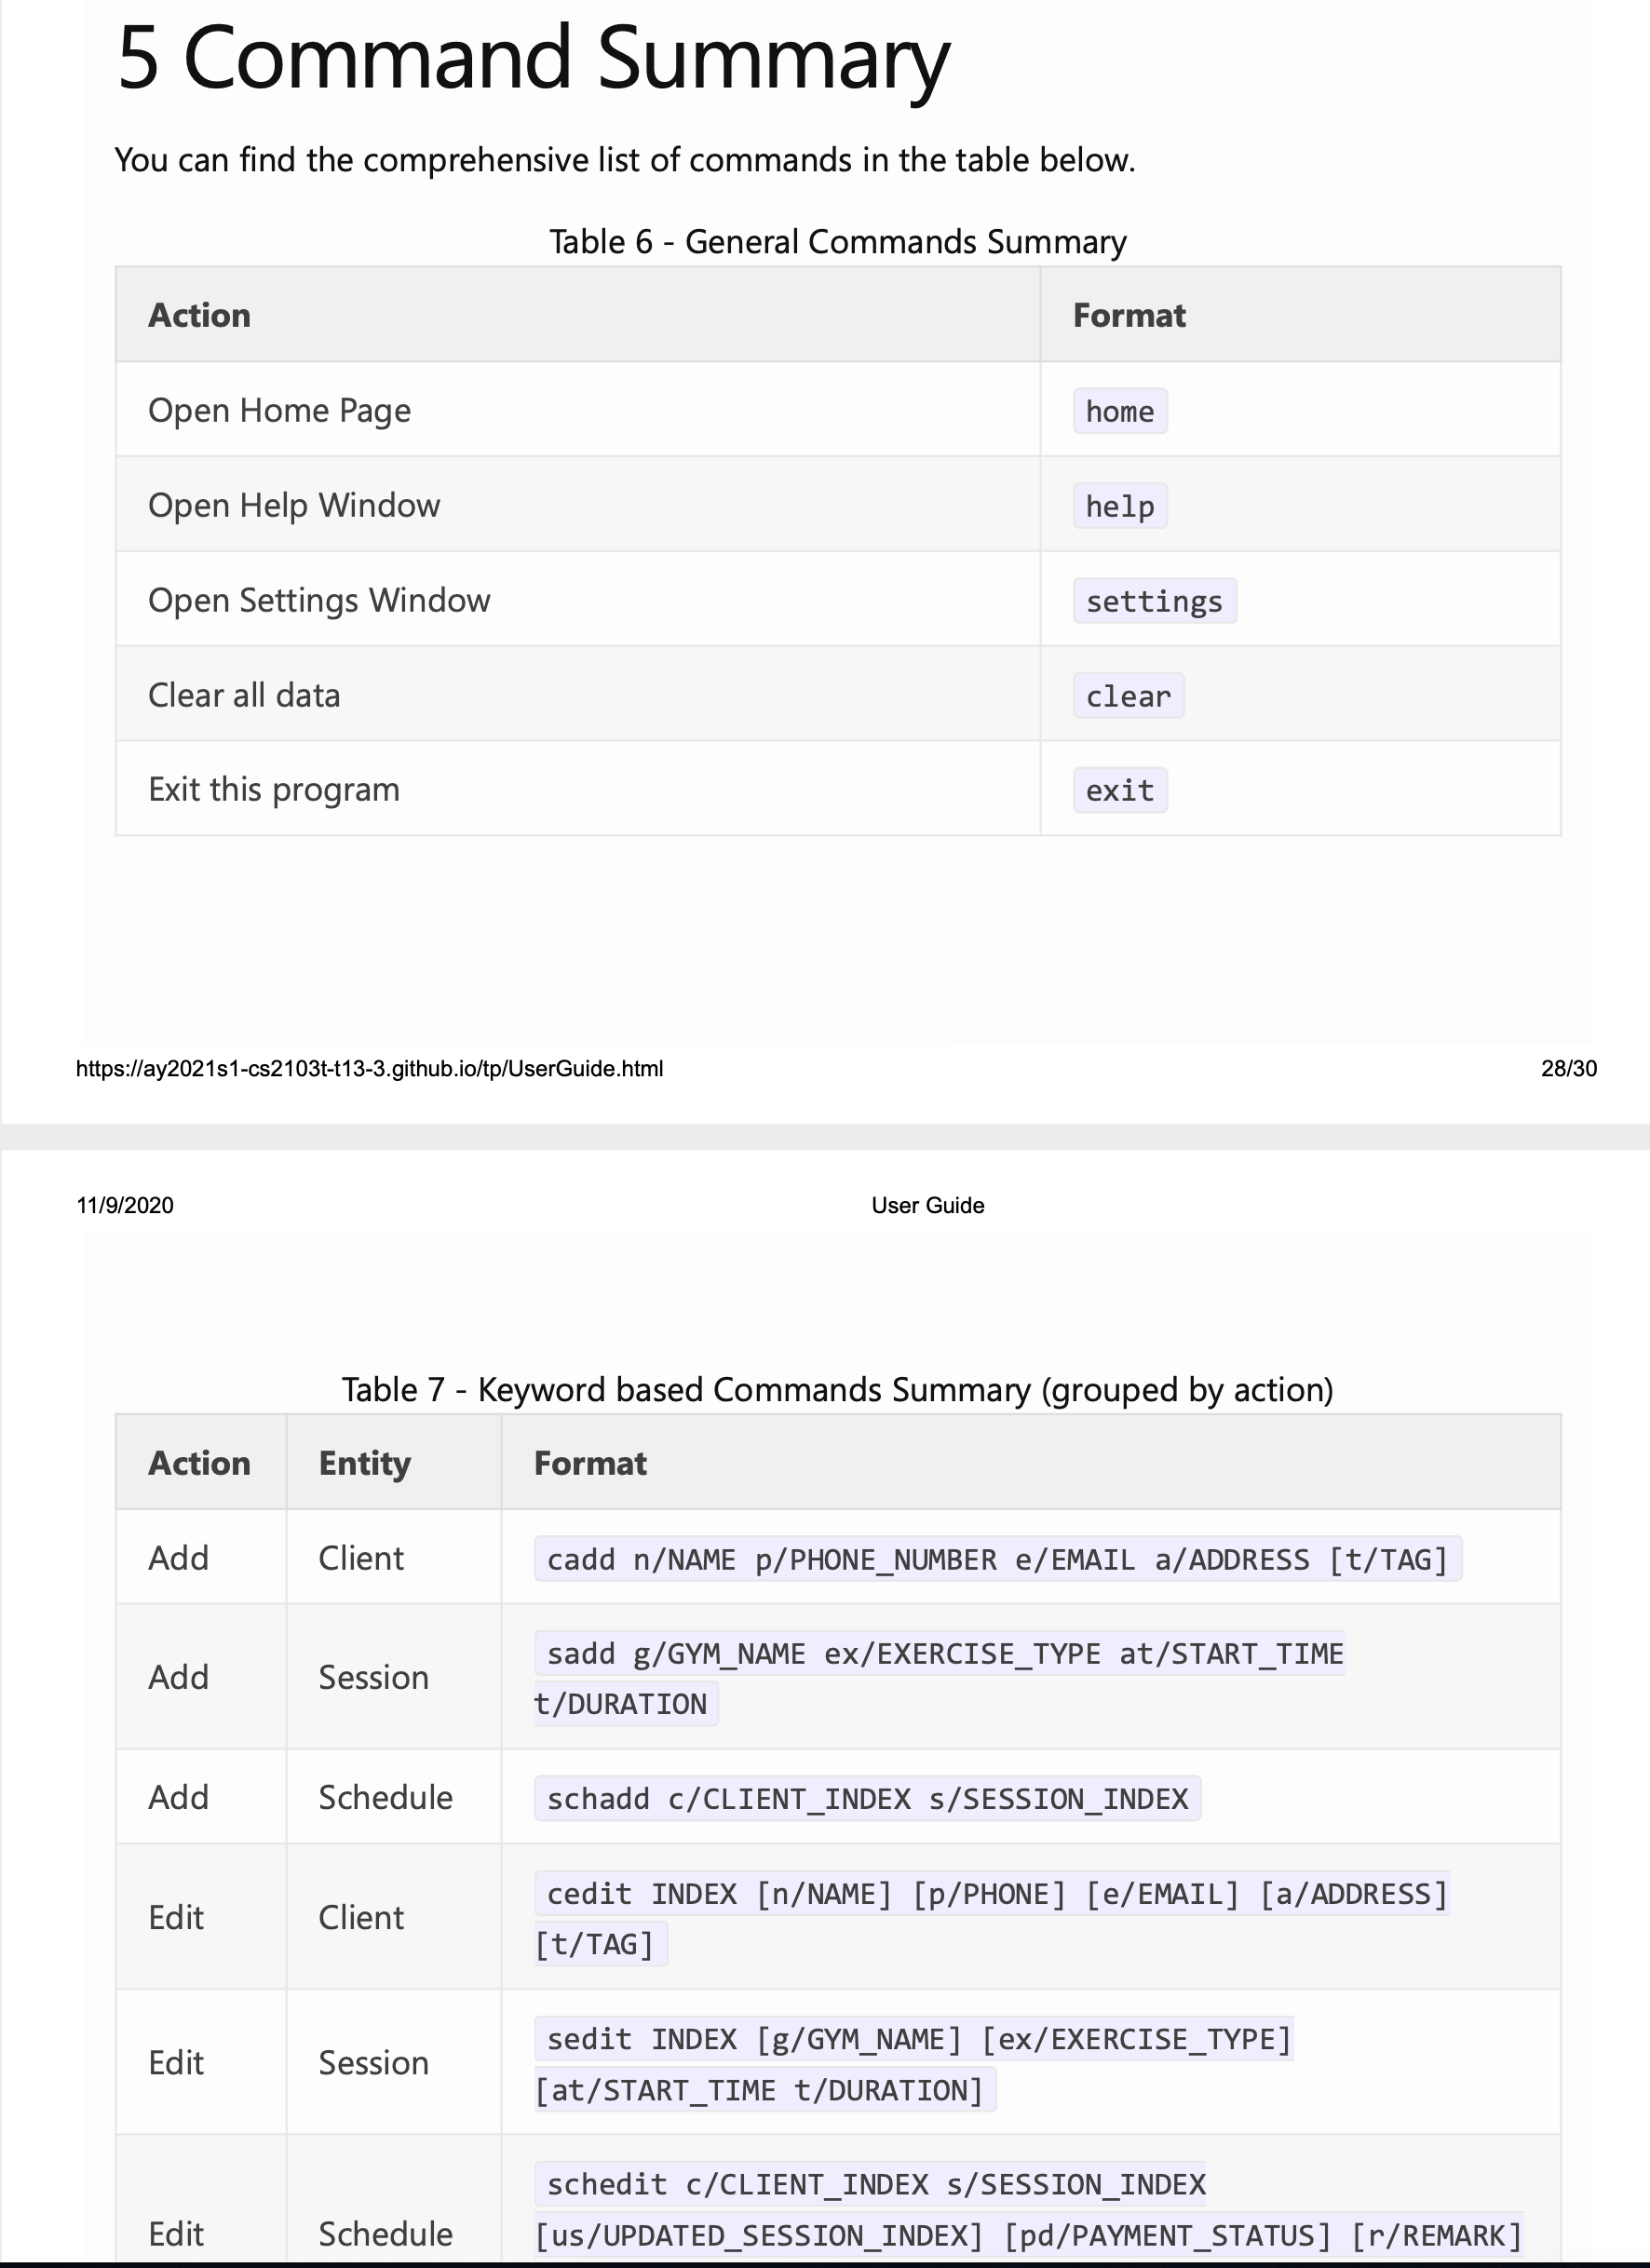 5 Command Summary
You can find the comprehensive list of commands in the table below.
Table 6 - General Commands Summary
Action Format
Open Home Page home
Open Help Window help
Open Settings Window settings
Clear all data clear
Exit this program exit
https://ay2021s1-cs2103t-t13-3.github.io/tp/UserGuide.html 28/30
11/9/2020 User Guide
Table 7 - Keyword based Commands Summary (grouped by action)
Action Entity Format
Add Client cadd n/NAME p/PHONE_NUMBER e/EMAIL a/ADDRESS [t/TAG]
Add Session sadd g/GYM_NAME ex/EXERCISE_TYPE at/START_TIME
t/DURATION
Add Schedule schadd c/CLIENT_INDEX s/SESSION_INDEX
Edit Client cedit INDEX [n/NAME] [p/PHONE] [e/EMAIL] [a/ADDRESS]
[t/TAG]
Edit Session sedit INDEX [g/GYM_NAME] [ex/EXERCISE_TYPE]
[at/START_TIME t/DURATION]
schedit c/CLIENT_INDEX s/SESSION_INDEX
Edit Schedule [us/UPDATED_SESSION_INDEX] [pd/PAYMENT_STATUS] [r/REMARK]